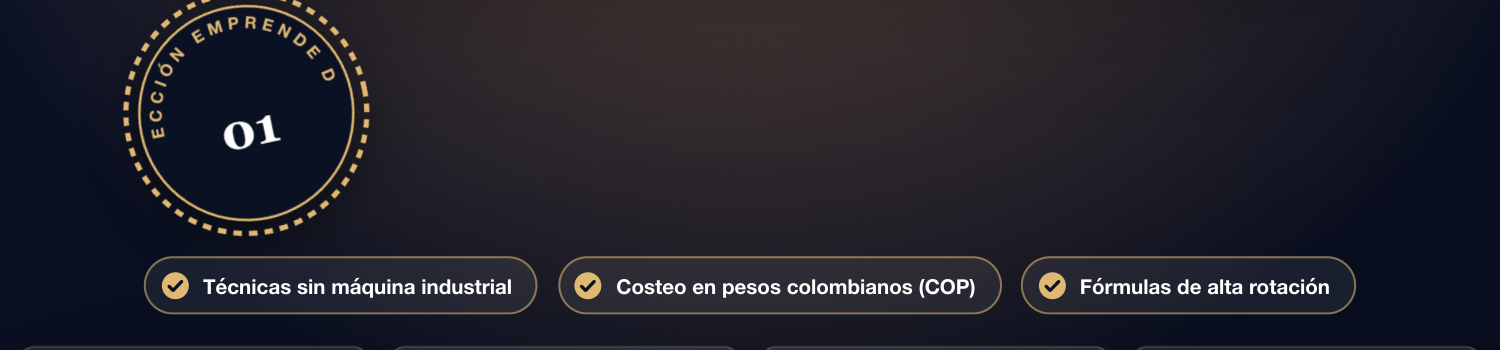 ECCIÓN EMPRENDE D
01
Técnicas sin máquina industrial
Costeo en pesos colombianos (COP)
Fórmulas de alta rotación